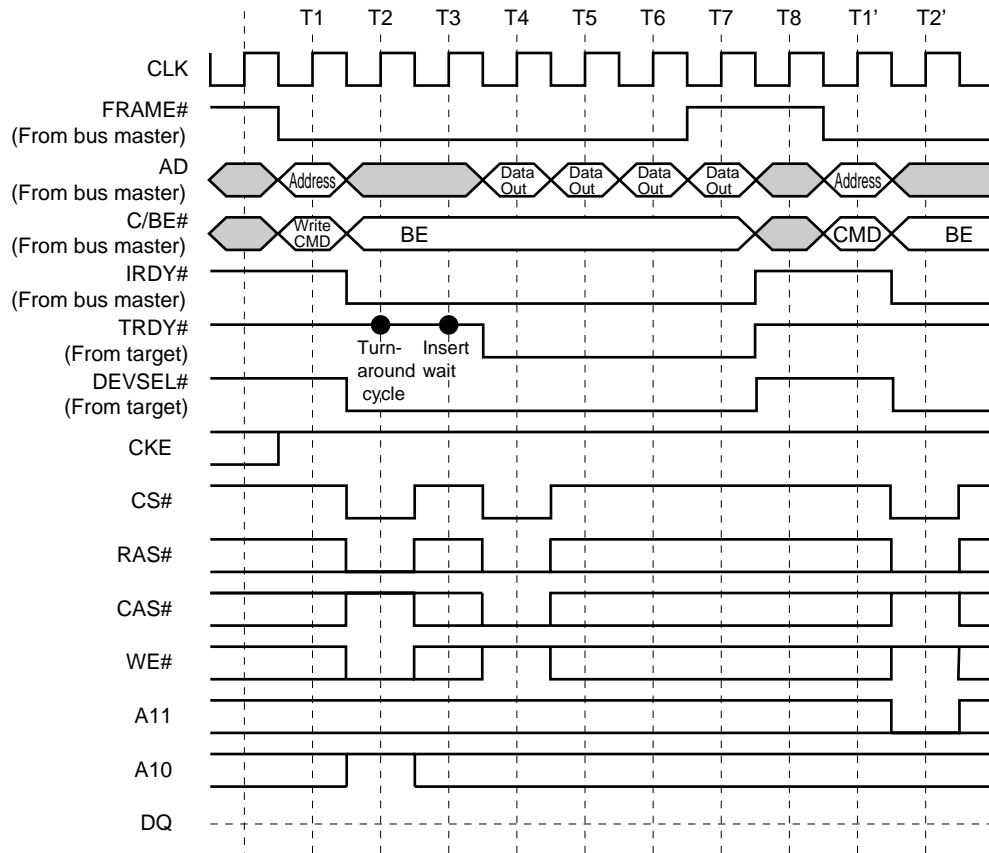 T1 T2 T3 T4 T5 T6 T7 T8 T1’ T2’
CLK
FRAME#
(From bus master)
AD
(From bus master)
Address
Data
Out
Data
Out
Data
Out
Data
Out
Address
C/BE#
(From bus master)
Write
CMD
BE
CMD
BE
IRDY#
(From bus master)
TRDY#
(From target)
Turn-
around
cycle
Insert
wait
DEVSEL#
(From target)
CKE
CS#
RAS#
CAS#
WE#
A11
A10
DQ